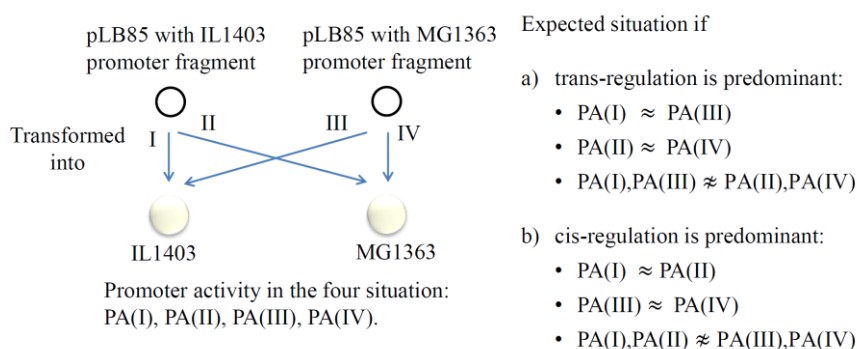 pLB85 with IL1403
promoter fragment
pLB85 with MG1363
promoter fragment
Transformed
into
I
II
III
IV
IL1403
MG1363
Promoter activity in the four situation:
PA(I), PA(II), PA(III), PA(IV).
Expected situation if
a) trans-regulation is predominant:
• PA(I) ≈ PA(III)
• PA(II) ≈ PA(IV)
• PA(I),PA(III) ≉ PA(II),PA(IV)
b) cis-regulation is predominant:
• PA(I) ≈ PA(II)
• PA(III) ≈ PA(IV)
• PA(I),PA(II) ≉ PA(III),PA(IV)